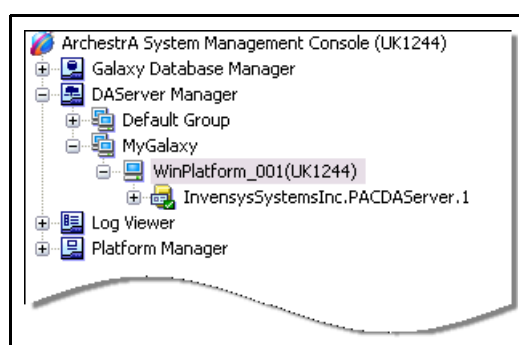 ArchestrA System Management Console (UK1244)
Galaxy Database Manager
DAServer Manager
Default Group
MyGalaxy
WinPlatform_001(UK1244)
InvensysSystemsInc.PACDAServer.1
Log Viewer
Platform Manager